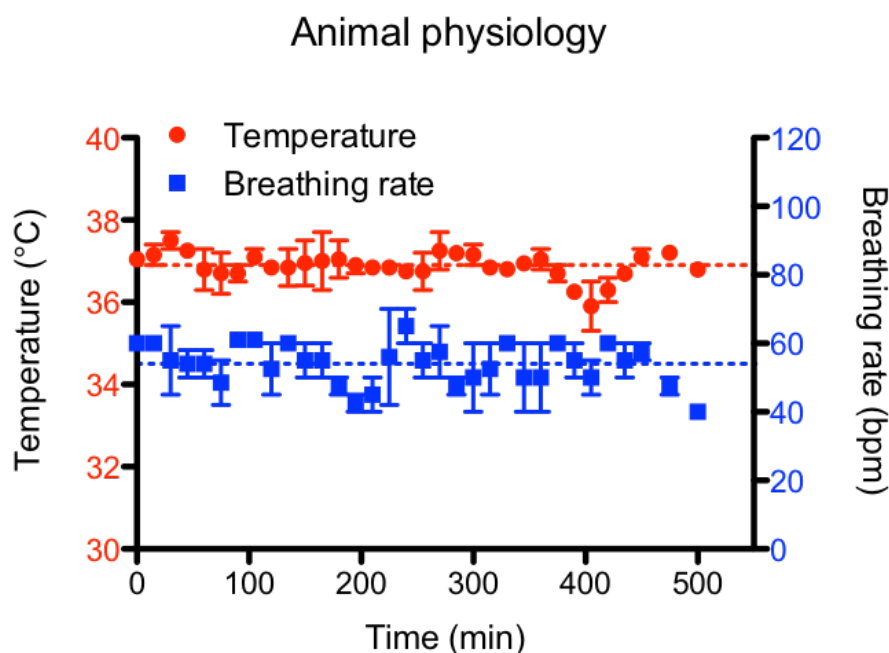 Animal physiology
Temperature
Breathing rate
40
38
36
34
32
30
Temperature (°C)
120
100
80
60
40
20
0
Breathing rate (bpm)
0 100 200 300 400 500
Time (min)